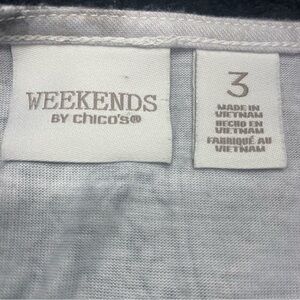 WEEKENDS
BY chico's®
3
MADE IN
VIETNAM
HECHO EN
VIETNAM
FABRIQUÉ AU
VIETNAM